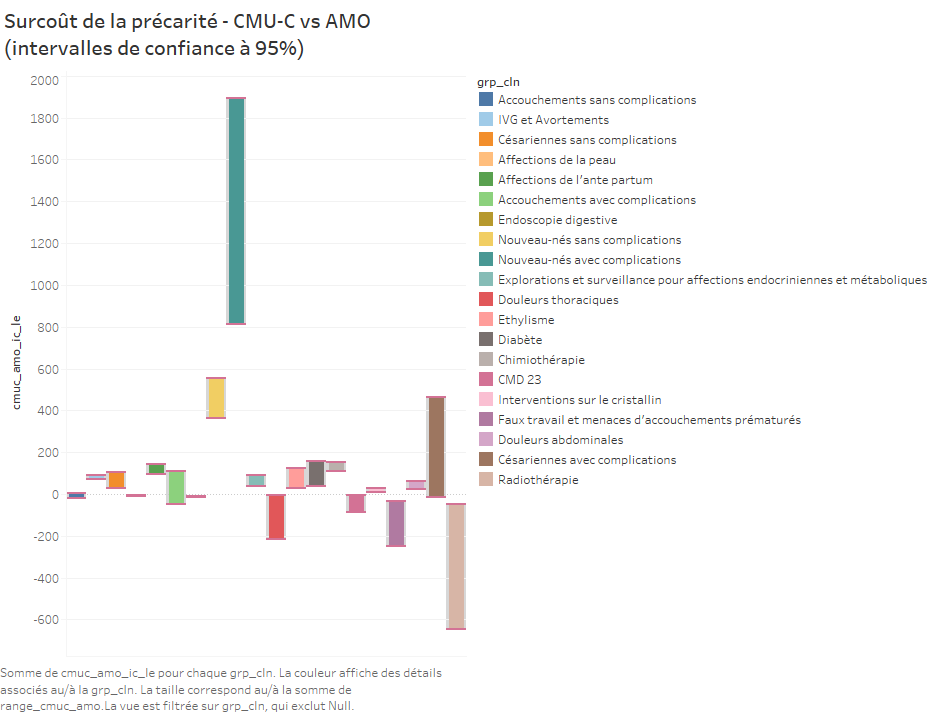 Surcoût de la précarité - CMU-C vs AMO
(intervalles de confiance à 95%)
2000
1800
1600
1400
1200
1000
800
600
400
200
0
-200
-400
-600
cmuc_amo_ic_le
grp_cln
Accouchements sans complications
IVG et Avortements
Césariennes sans complications
Affections de la peau
Affections de l'ante partum
Accouchements avec complications
Endoscopie digestive
Nouveau-nés sans complications
Nouveau-nés avec complications
Explorations et surveillance pour affections endocriniennes et métaboliques
Douleurs thoraciques
Ethylisme
Diabète
Chimiothérapie
CMD 23
Interventions sur le cristallin
Faux travail et menaces d'accouchements prématurés
Douleurs abdominales
Césariennes avec complications
Radiothérapie
Somme de cmuc_amo_ic_le pour chaque grp_cln. La couleur affiche des détails
associés au/à la grp_cln. La taille correspond au/à la somme de
range_cmuc_amo.La vue est filtrée sur grp_cln, qui exclut Null.